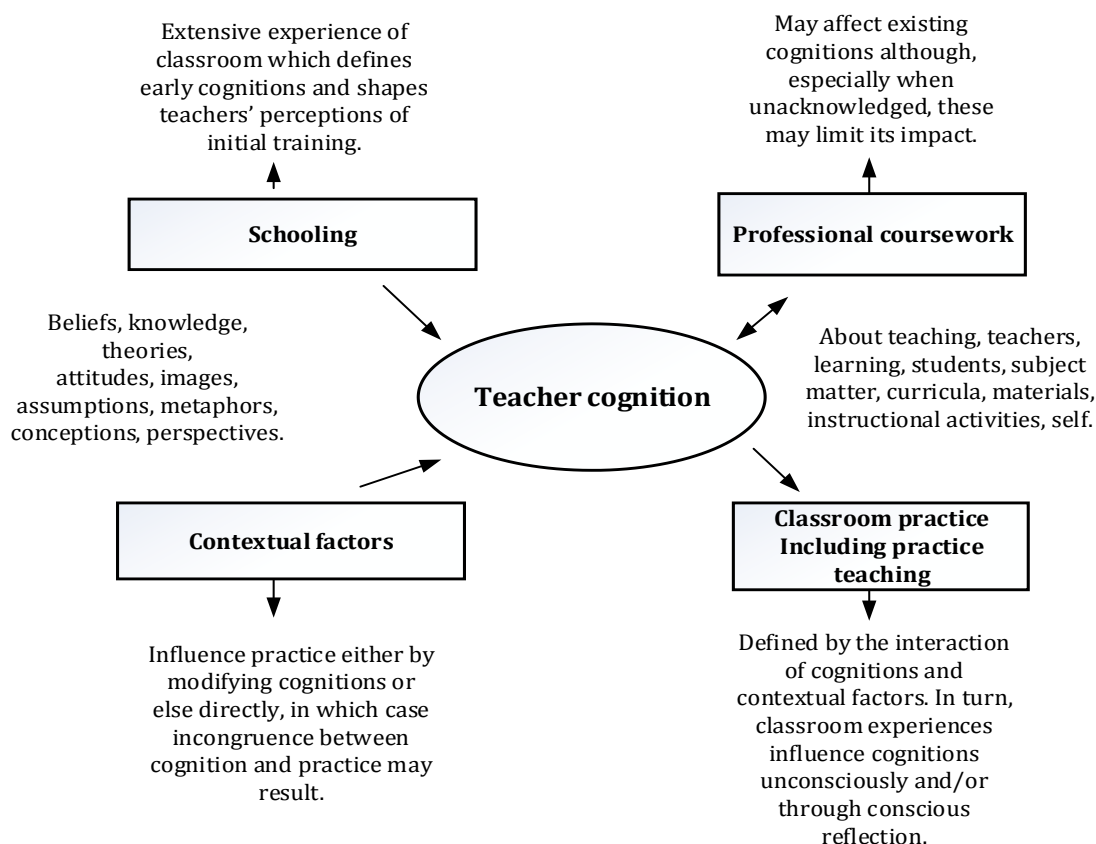 Extensive experience of
classroom which defines
early cognitions and shapes
teachers’ perceptions of
initial training.
May affect existing
cognitions although,
especially when
unacknowledged, these
may limit its impact.
Schooling
Professional coursework
Beliefs, knowledge,
theories,
attitudes, images,
assumptions, metaphors,
conceptions, perspectives.
Teacher cognition
About teaching, teachers,
learning, students, subject
matter, curricula, materials,
instructional activities, self.
Contextual factors
Classroom practice
Including practice
teaching
Influence practice either by
modifying cognitions or
else directly, in which case
incongruence between
cognition and practice may
result.
Defined by the interaction
of cognitions and
contextual factors. In turn,
classroom experiences
influence cognitions
unconsciously and/or
through conscious
reflection.